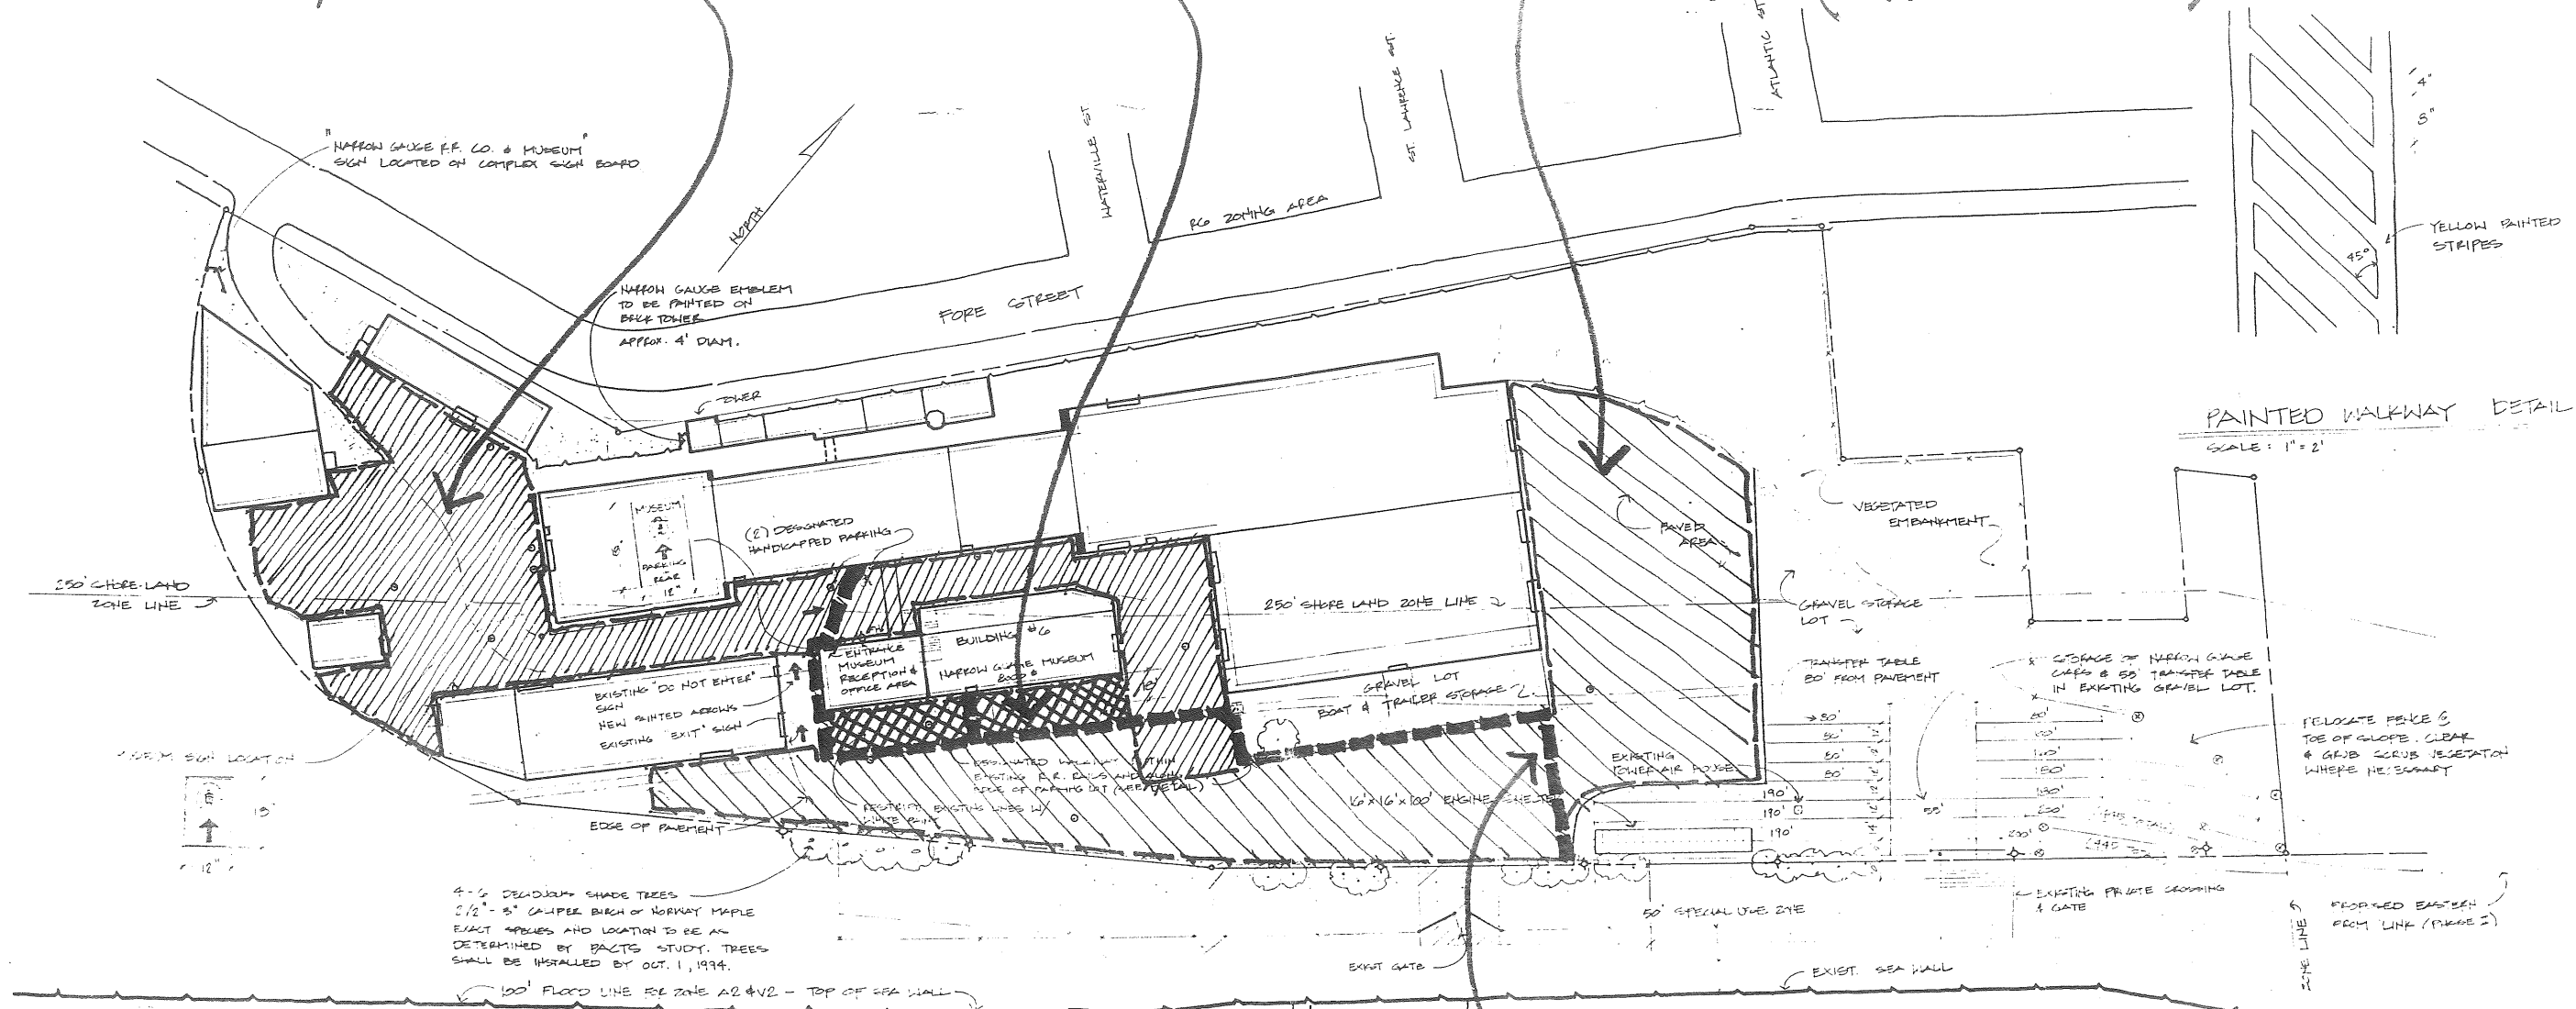 ATLANTIC ST
ST. LAWRENCE ST.
WATERVILLE ST
4"
8"
"NARROW GAUGE R.R. CO. & MUSEUM"
SIGN LOCATED ON COMPLEX SIGN BOARD
NORTH
R6 ZONING AREA
YELLOW PAINTED
STRIPES
45°
NARROW GAUGE EMBLEM
TO BE PAINTED ON
BRICK TOWER
APPROX. 4' DIAM.
FORE STREET
TOWER
PAINTED WALKWAY DETAIL
SCALE: 1" = 2'
MUSEUM
PARKING
REAR
12"
(2) DESIGNATED
HANDICAPPED PARKING
PAVED
AREA
VEGETATED
EMBANKMENT
250' SHORE-LAND
ZONE LINE
250' SHORE LAND ZONE LINE
GRAVEL STORAGE
LOT
BUILDING #6
NARROW GAUGE MUSEUM
ENTRANCE
MUSEUM
RECEPTION &
OFFICE AREA
EXISTING "DO NOT ENTER"
SIGN
NEW PAINTED ARROWS
EXISTING "EXIT" SIGN
GRAVEL LOT
BOAT & TRAILER STORAGE
TRANSFER TABLE
80' FROM PAVEMENT
STORAGE OF NARROW GAUGE
CARS & 55' TRANSFER TABLE
IN EXISTING GRAVEL LOT.
80'
RELOCATE FENCE @
TOE OF SLOPE. CLEAR
& GRUB SCRUB VEGETATION
WHERE NECESSARY
SIGN LOCATION
12"
DESIGNATED WALKWAY WITHIN
EXISTING R.R. RAILS AND ALONG
EDGE OF PARKING LOT (SEE DETAIL)
RESTRIPE EXISTING LINES W/
WHITE PAINT
EDGE OF PAVEMENT
EXISTING
POWER/AIR HOUSE
16'x16'x100' ENGINE SHELTER
190'
190'
190'
55'
4-6 DECIDUOUS SHADE TREES
2 1/2"-3" CALIPER BIRCH or NORWAY MAPLE
EXACT SPECIES AND LOCATION TO BE AS
DETERMINED BY PACTS STUDY. TREES
SHALL BE INSTALLED BY OCT. 1, 1994.
50' SPECIAL USE ZONE
EXISTING PRIVATE CROSSING
& GATE
PROPOSED EASTERN
PROM LINK (PHASE I)
ZONE LINE
EXIST GATE
EXIST. SEA WALL
100' FLOOD LINE FOR ZONE A2 & V2 - TOP OF SEA WALL